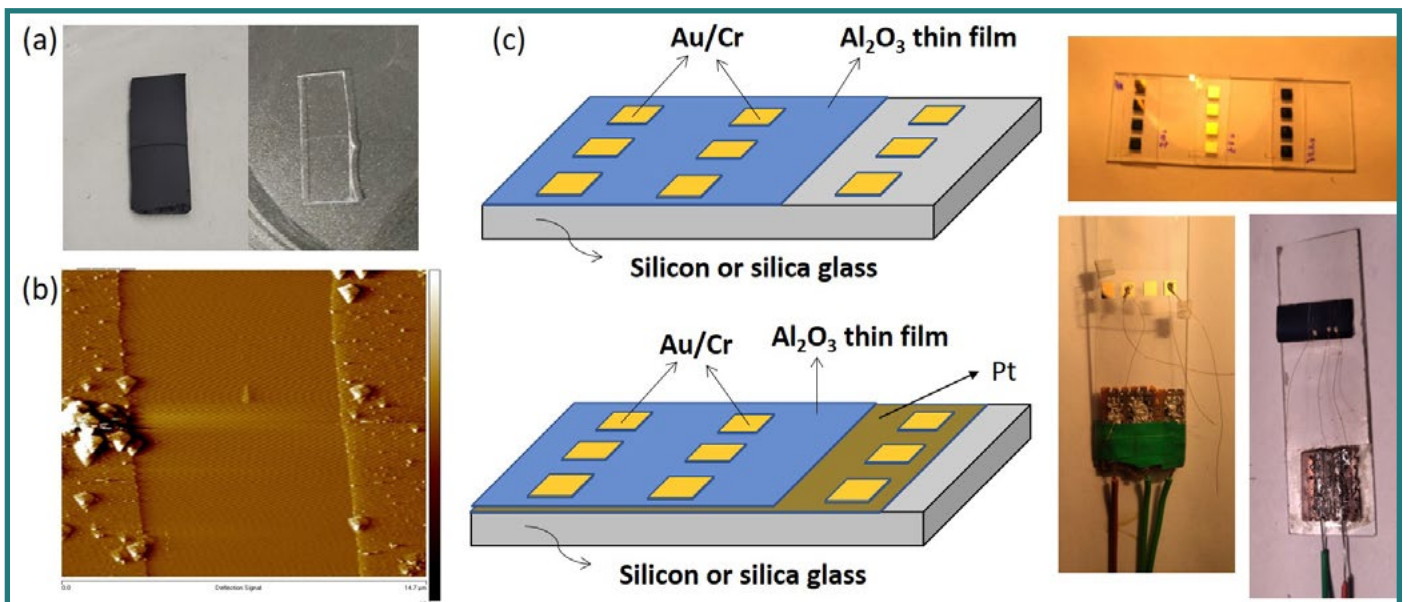 (a)
(b)
0.0
Deflection Signal
14.7 μm
(c)
Au/Cr
Al₂O₃ thin film
Silicon or silica glass
Au/Cr
Al₂O₃ thin film
Pt
Silicon or silica glass